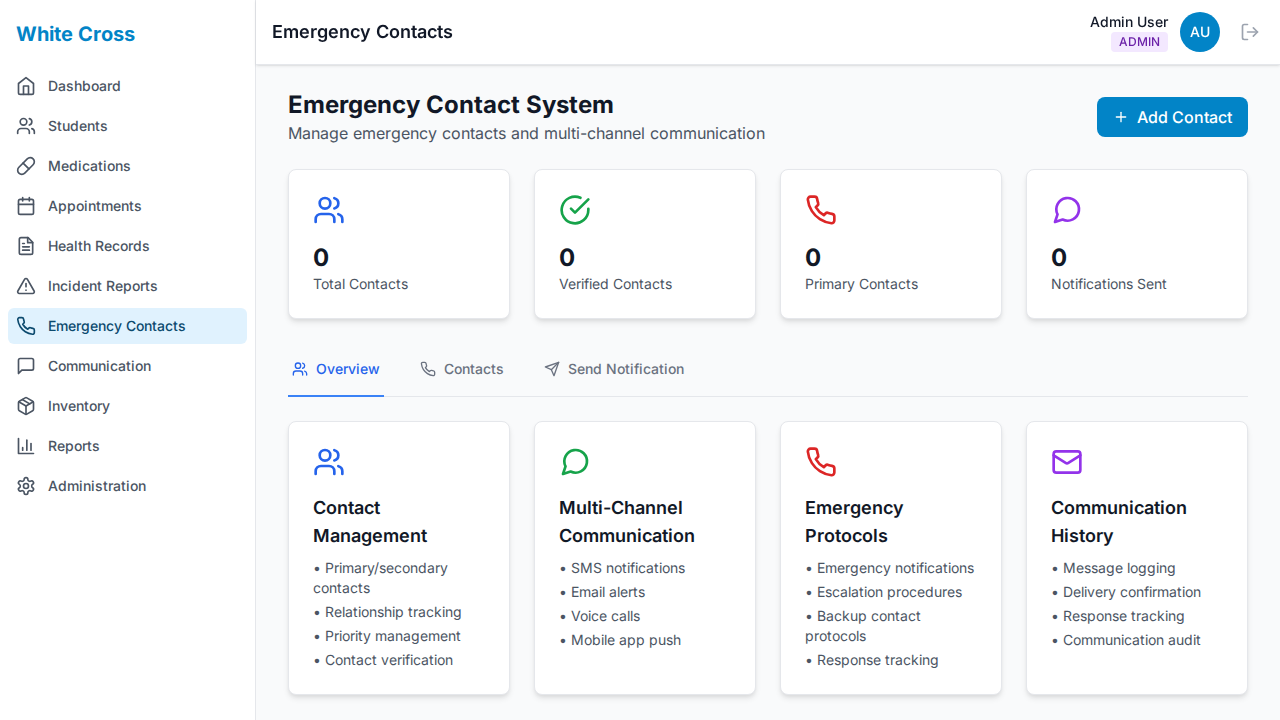 White Cross
Dashboard
Students
Medications
Appointments
Health Records
Incident Reports
Emergency Contacts
Communication
Inventory
Reports
Administration
Emergency Contacts
Admin User
ADMIN
AU
Emergency Contact System
Manage emergency contacts and multi-channel communication
Add Contact
0
Total Contacts
0
Verified Contacts
0
Primary Contacts
0
Notifications Sent
Overview
Contacts
Send Notification
Contact
Management
• Primary/secondary
contacts
• Relationship tracking
• Priority management
• Contact verification
Multi-Channel
Communication
• SMS notifications
• Email alerts
• Voice calls
• Mobile app push
Emergency
Protocols
• Emergency notifications
• Escalation procedures
• Backup contact
protocols
• Response tracking
Communication
History
• Message logging
• Delivery confirmation
• Response tracking
• Communication audit